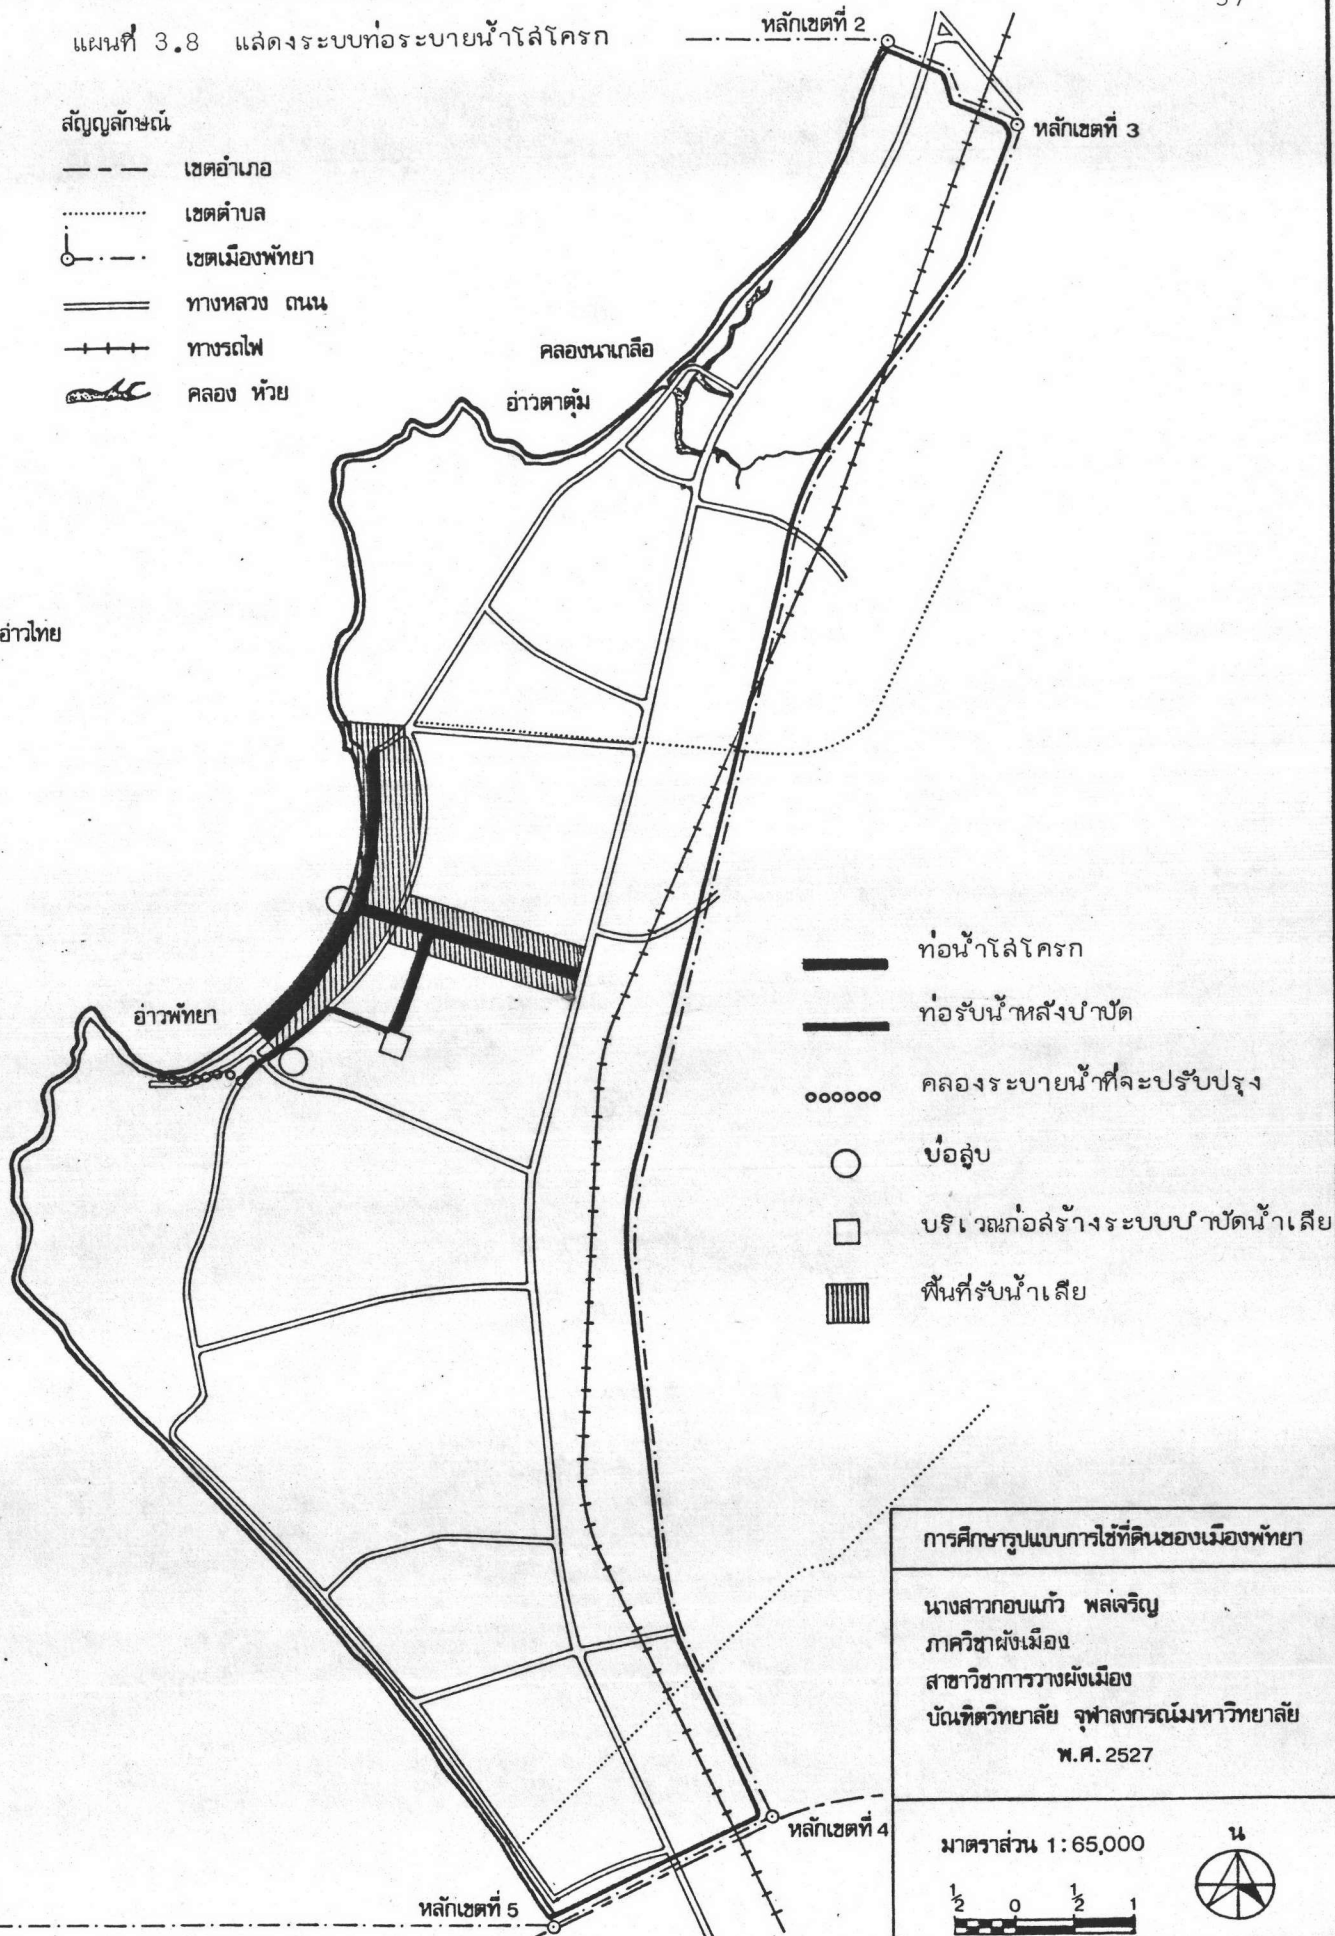 แผนที่ 3.8 แสดงระบบท่อระบายน้ำโสโครก
สัญญลักษณ์
เขตอำเภอ
เขตตำบล
เขตเมืองพัทยา
ทางหลวง ถนน
ทางรถไฟ
คลอง ห้วย
หลักเขตที่ 2
หลักเขตที่ 3
คลองนาเกลือ
อ่าวตาตุ้ม
อ่าวไทย
อ่าวพัทยา
ท่อน้ำโสโครก
ท่อรับน้ำหลังบำบัด
คลองระบายน้ำที่จะปรับปรุง
บ่อสูบ
บริเวณก่อสร้างระบบบำบัดน้ำเสีย
พื้นที่รับน้ำเสีย
หลักเขตที่ 4
หลักเขตที่ 5
การศึกษารูปแบบการใช้ที่ดินของเมืองพัทยา
นางสาวกอบแก้ว พลเจริญ
ภาควิชาผังเมือง
สาขาวิชาการวางผังเมือง
บัณฑิตวิทยาลัย จุฬาลงกรณ์มหาวิทยาลัย
พ.ศ. 2527
มาตราส่วน 1:65,000
น
½ 0 ½ 1